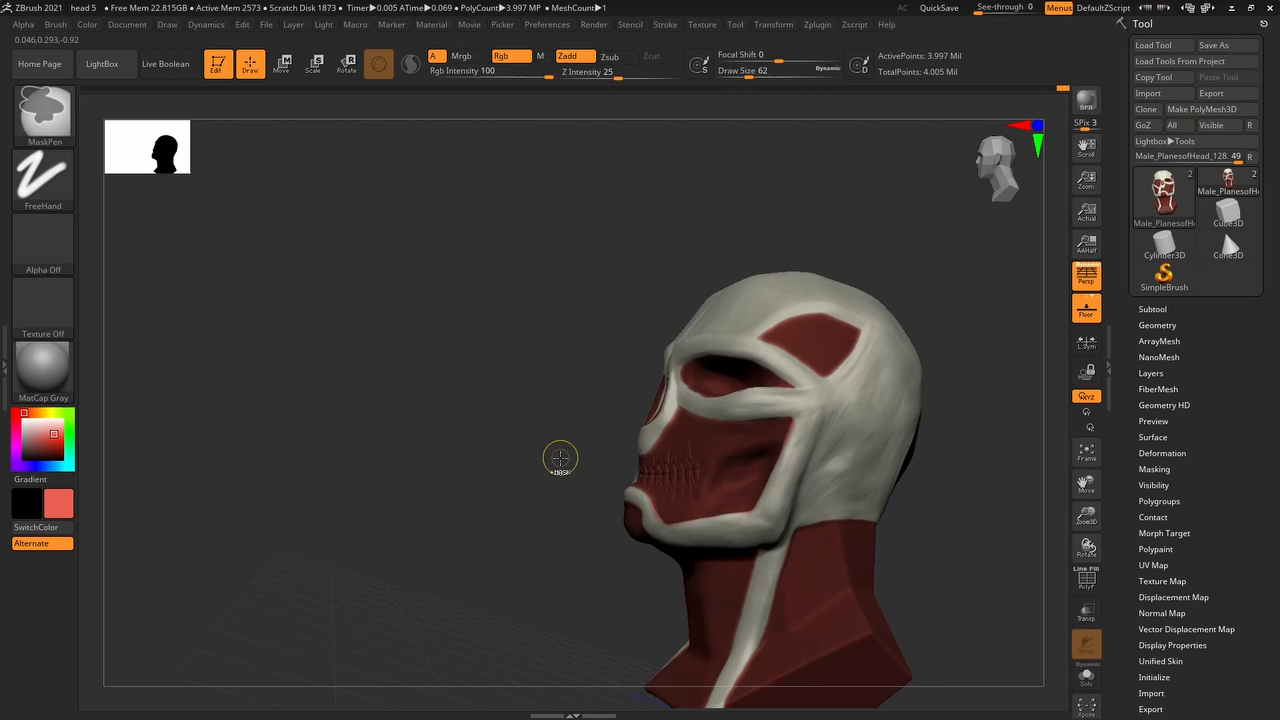 ZBrush 2021 head 5 • Free Mem 22.815GB • Active Mem 2573 • Scratch Disk 1873 • Timer▶0.005 ATime▶0.069 • PolyCount▶3.997 MP • MeshCount▶1 AC QuickSave See-through 0 Menus DefaultZScript
Alpha Brush Color Document Draw Dynamics Edit File Layer Light Macro Marker Material Movie Picker Preferences Render Stencil Stroke Texture Tool Transform Zplugin Zscript Help
0.046,0.293,-0.92
Home Page LightBox Live Boolean Edit Draw Move Scale Rotate
A Mrgb Rgb M Zadd Zsub Zcut
Rgb Intensity 100 Z Intensity 25
S Focal Shift 0
Draw Size 62 Dynamic
D ActivePoints: 3.997 Mil
TotalPoints: 4.005 Mil
MaskPen
FreeHand
Alpha Off
Texture Off
MatCap Gray
Gradient
SwitchColor
Alternate
+MASK
BPR
SPix 3
Scroll
Zoom
Actual
AAHalf
Dynamic
Persp
Floor
L.Sym
XYZ
Frame
Move
Zoom3D
Rotate
Line Fill
PolyF
Transp
Dynamic
Solo
Xpose
Tool
Load Tool Save As
Load Tools From Project
Copy Tool Paste Tool
Import Export
Clone Make PolyMesh3D
GoZ All Visible R
Lightbox▶Tools
Male_PlanesofHead_128. 49 R
2 2
Male_PlanesofHe
Male_PlanesofHe
Cube3D
Cylinder3D Cone3D
SimpleBrush
Subtool
Geometry
ArrayMesh
NanoMesh
Layers
FiberMesh
Geometry HD
Preview
Surface
Deformation
Masking
Visibility
Polygroups
Contact
Morph Target
Polypaint
UV Map
Texture Map
Displacement Map
Normal Map
Vector Displacement Map
Display Properties
Unified Skin
Initialize
Import
Export